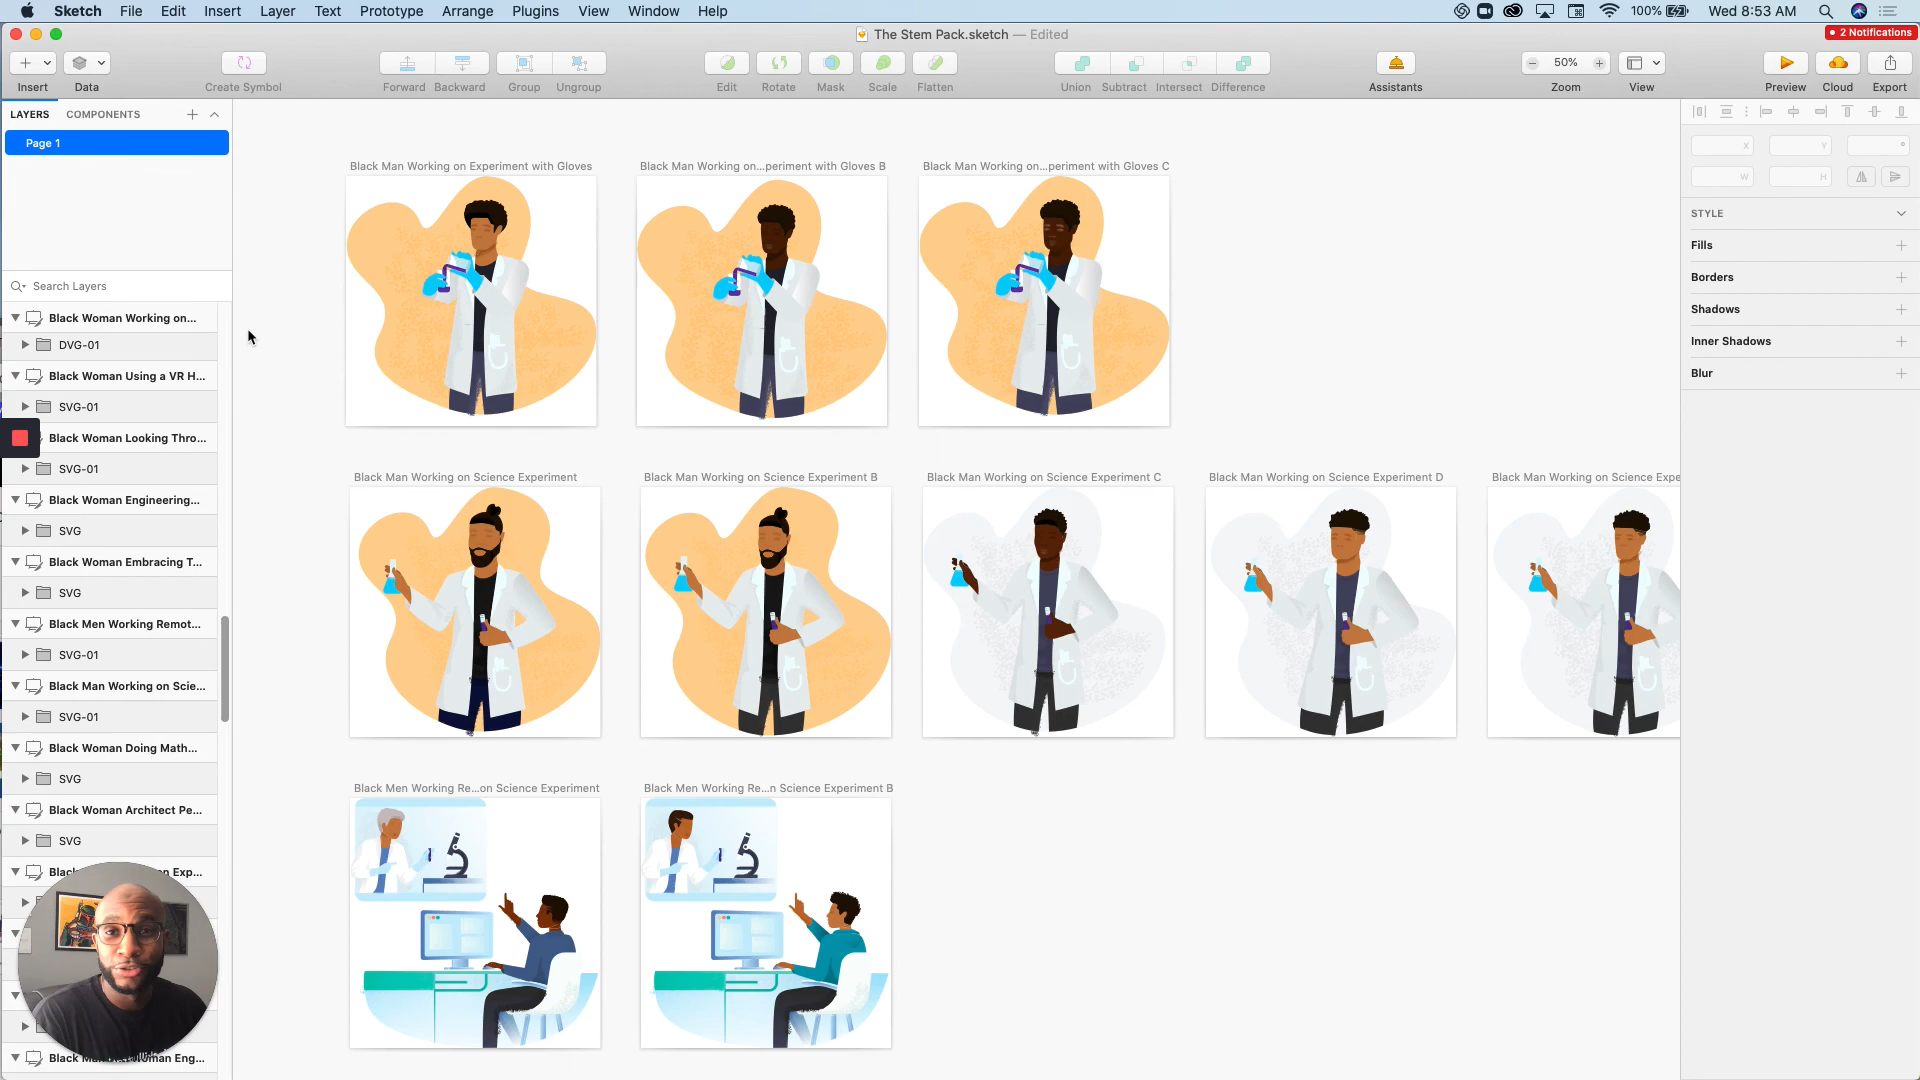 Sketch File Edit Insert Layer Text Prototype Arrange Plugins View Window Help
100% Wed 8:53 AM
The Stem Pack.sketch — Edited
2 Notifications
50%
Insert Data Create Symbol Forward Backward Group Ungroup Edit Rotate Mask Scale Flatten Union Subtract Intersect Difference Assistants Zoom View Preview Cloud Export
LAYERS COMPONENTS
Page 1
Search Layers
Black Woman Working on...
DVG-01
Black Woman Using a VR H...
SVG-01
Black Woman Looking Thro...
SVG-01
Black Woman Engineering...
SVG
Black Woman Embracing T...
SVG
Black Men Working Remot...
SVG-01
Black Man Working on Scie...
SVG-01
Black Woman Doing Math...
SVG
Black Woman Architect Pe...
SVG
Exp...
Eng...
Black Man Working on Experiment with Gloves
Black Man Working on...periment with Gloves B
Black Man Working on...periment with Gloves C
Black Man Working on Science Experiment
Black Man Working on Science Experiment B
Black Man Working on Science Experiment C
Black Man Working on Science Experiment D
Black Man Working on Science Expe
Black Men Working Re...on Science Experiment
Black Men Working Re...n Science Experiment B
X Y °
W H
STYLE
Fills
Borders
Shadows
Inner Shadows
Blur